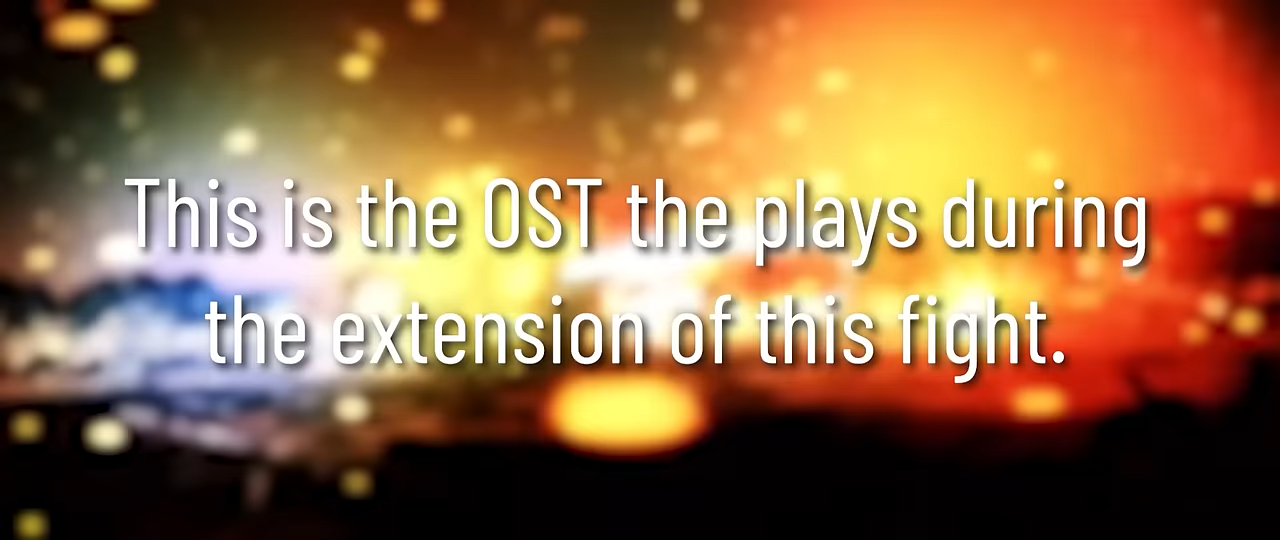 This is the OST the plays during
the extension of this fight.